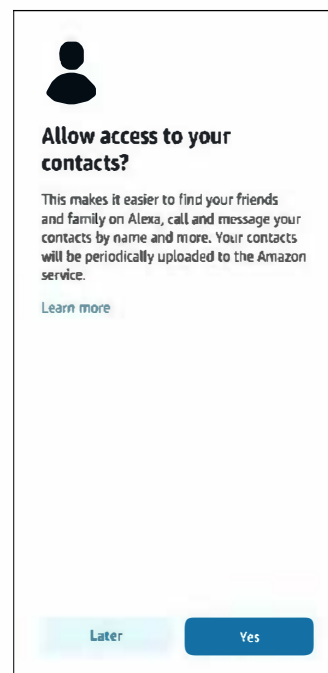 Allow access to your
contacts?
This makes it easier to find your friends
and family on Alexa, call and message your
contacts by name and more. Your contacts
will be periodically uploaded to the Amazon
service.
Learn more
Later
Yes